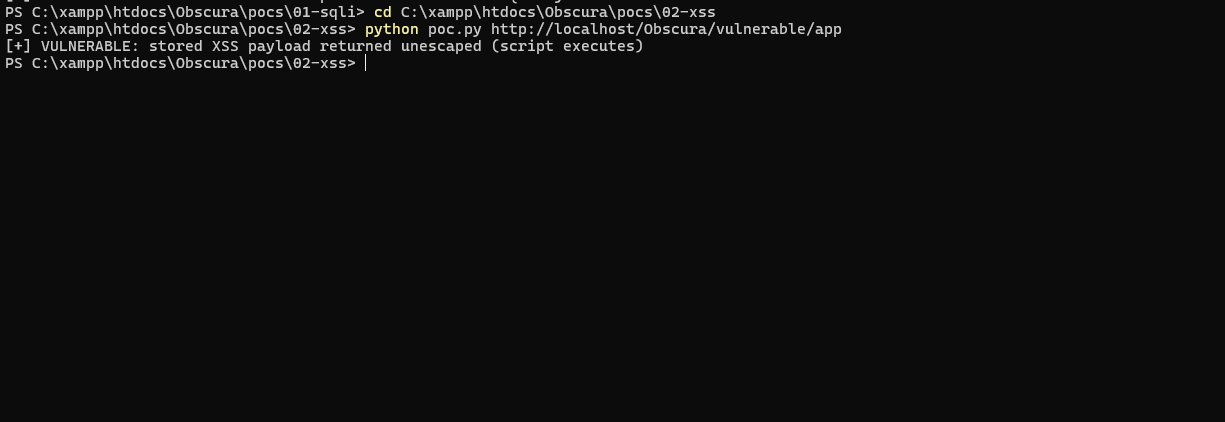 PS C:\xampp\htdocs\Obscura\pocs\01-sqli> cd C:\xampp\htdocs\Obscura\pocs\02-xss
PS C:\xampp\htdocs\Obscura\pocs\02-xss> python poc.py http://localhost/Obscura/vulnerable/app
[+] VULNERABLE: stored XSS payload returned unescaped (script executes)
PS C:\xampp\htdocs\Obscura\pocs\02-xss>